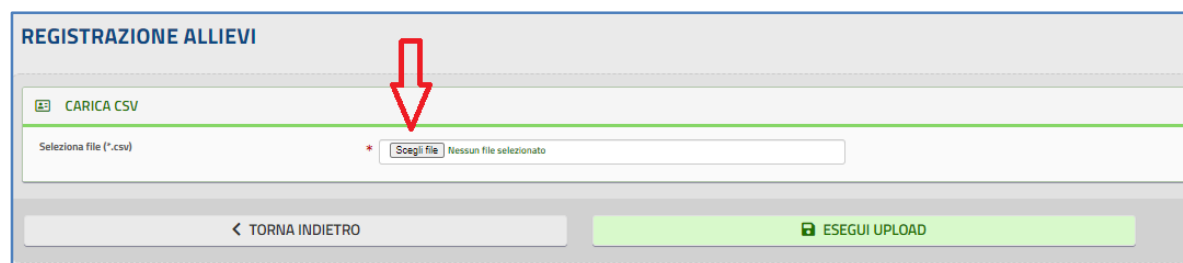 REGISTRAZIONE ALLIEVI
CARICA CSV
Seleziona file (*.csv) * Scegli file Nessun file selezionato
TORNA INDIETRO ESEGUI UPLOAD